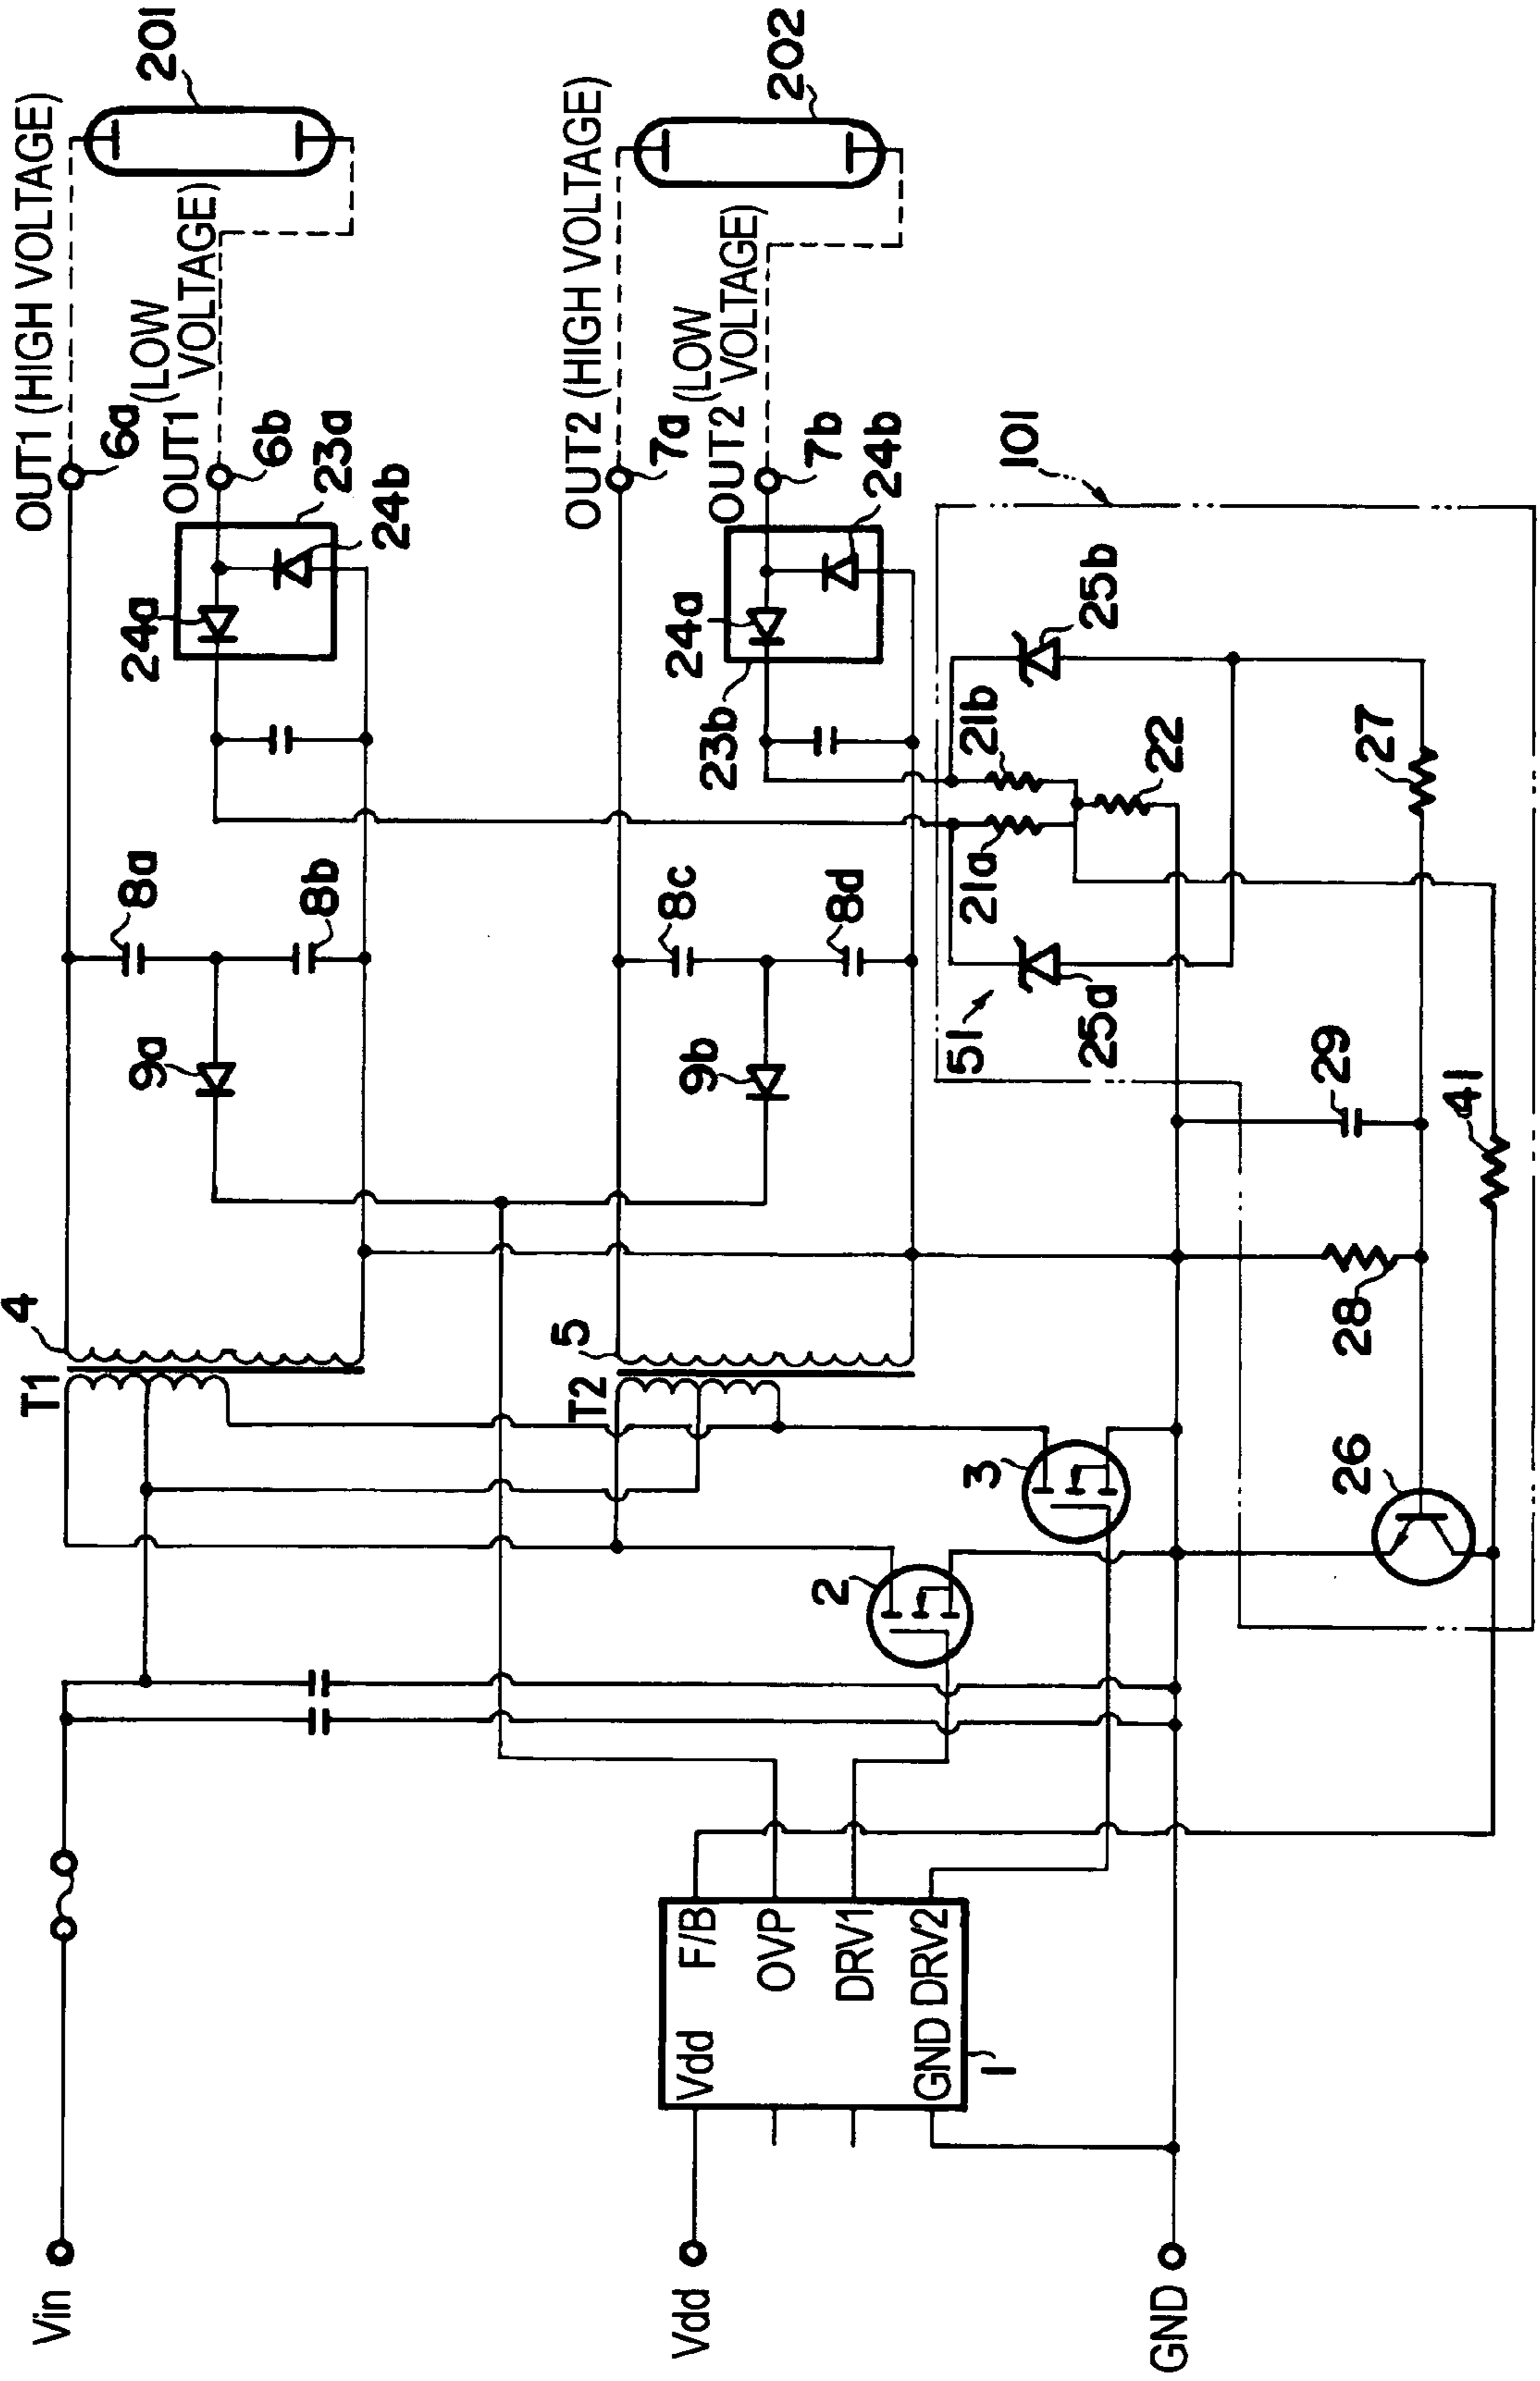 OUT1 (HIGH VOLTAGE)
201
6a
OUT1 (LOW
VOLTAGE)
6b
23a
24a
24b
8a
8b
9a
4
T1
Vin
OUT2 (HIGH VOLTAGE)
202
7a
OUT2 (LOW
VOLTAGE)
7b
24b
24a
23b
8c
8d
9b
5
T2
101
25b
21b
22
21a
27
51
25a
29
41
28
3
2
26
F/B
OVP
DRV1
DRV2
Vdd
GND
1
Vdd
GND